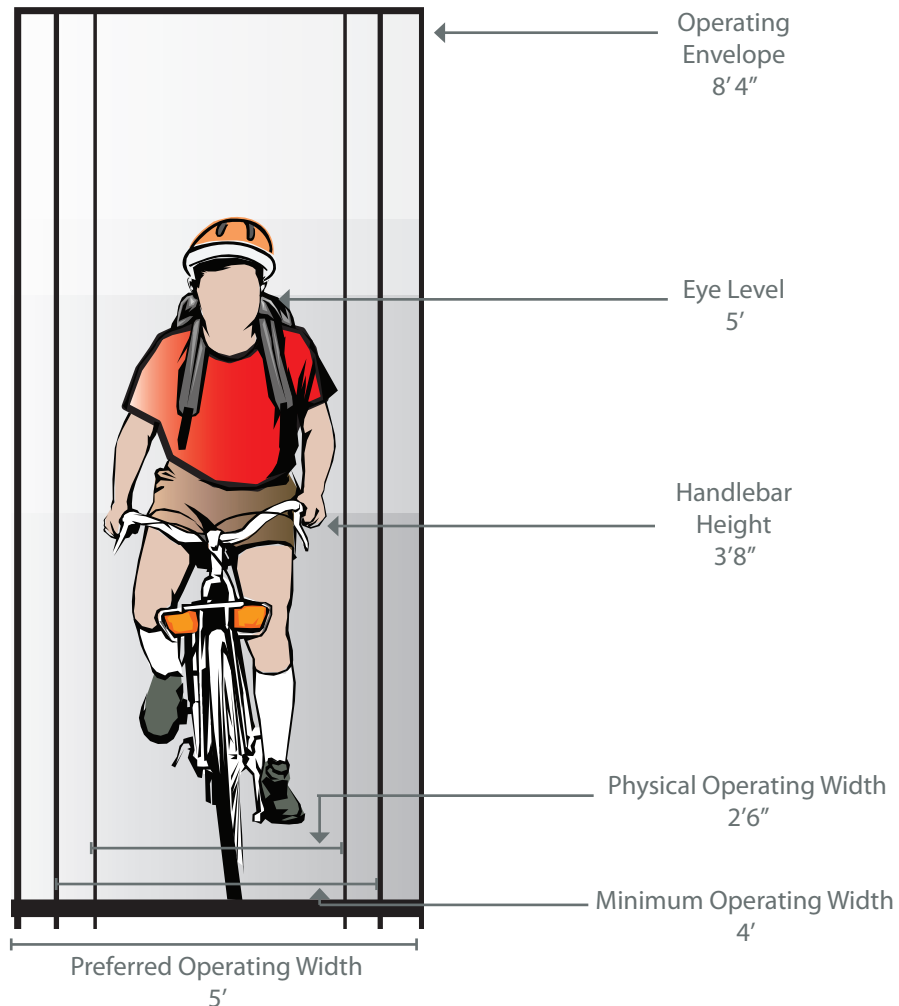 Operating
Envelope
8’ 4”
Eye Level
5’
Handlebar
Height
3’8”
Physical Operating Width
2’6”
Minimum Operating Width
4’
Preferred Operating Width
5’